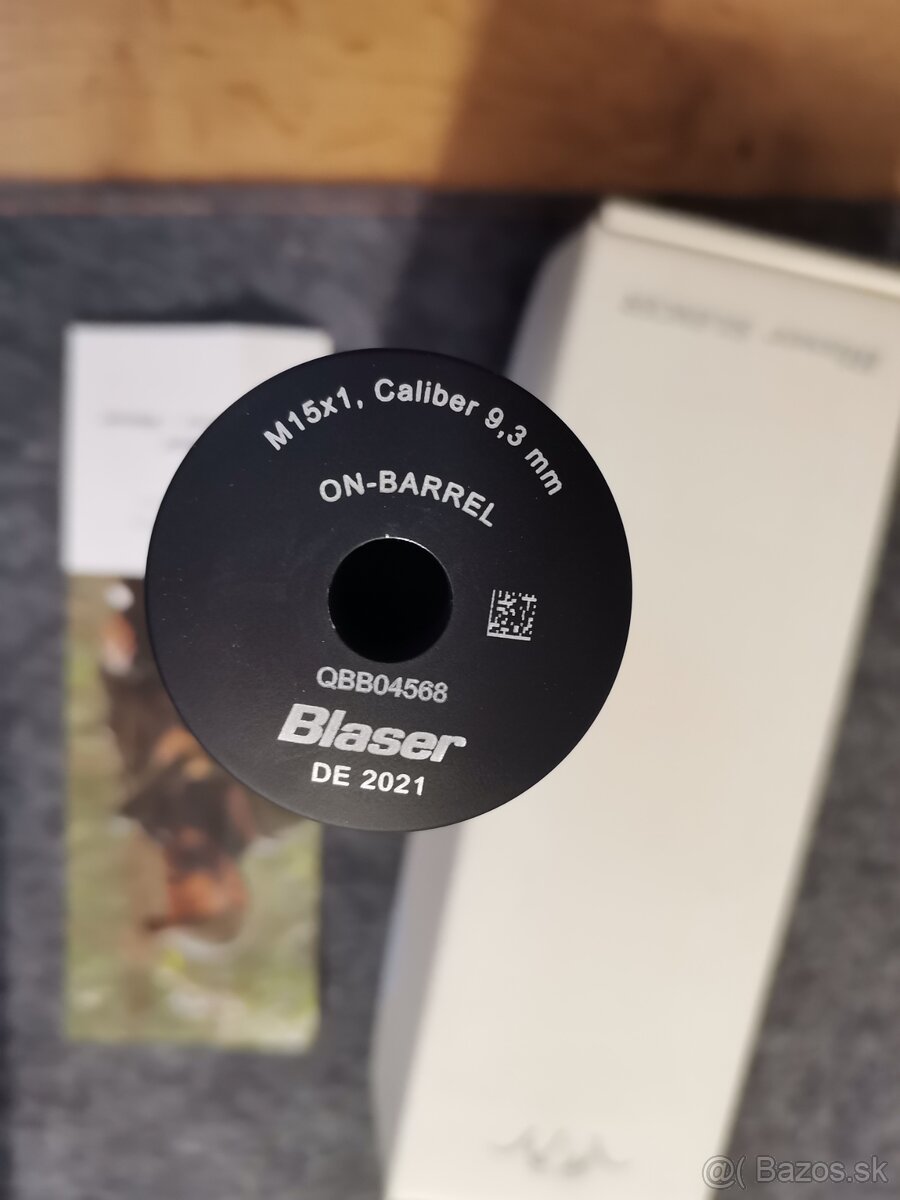 M15x1, Caliber 9,3 mm
ON-BARREL
QBB04568
Blaser
DE 2021
@( Bazos.sk